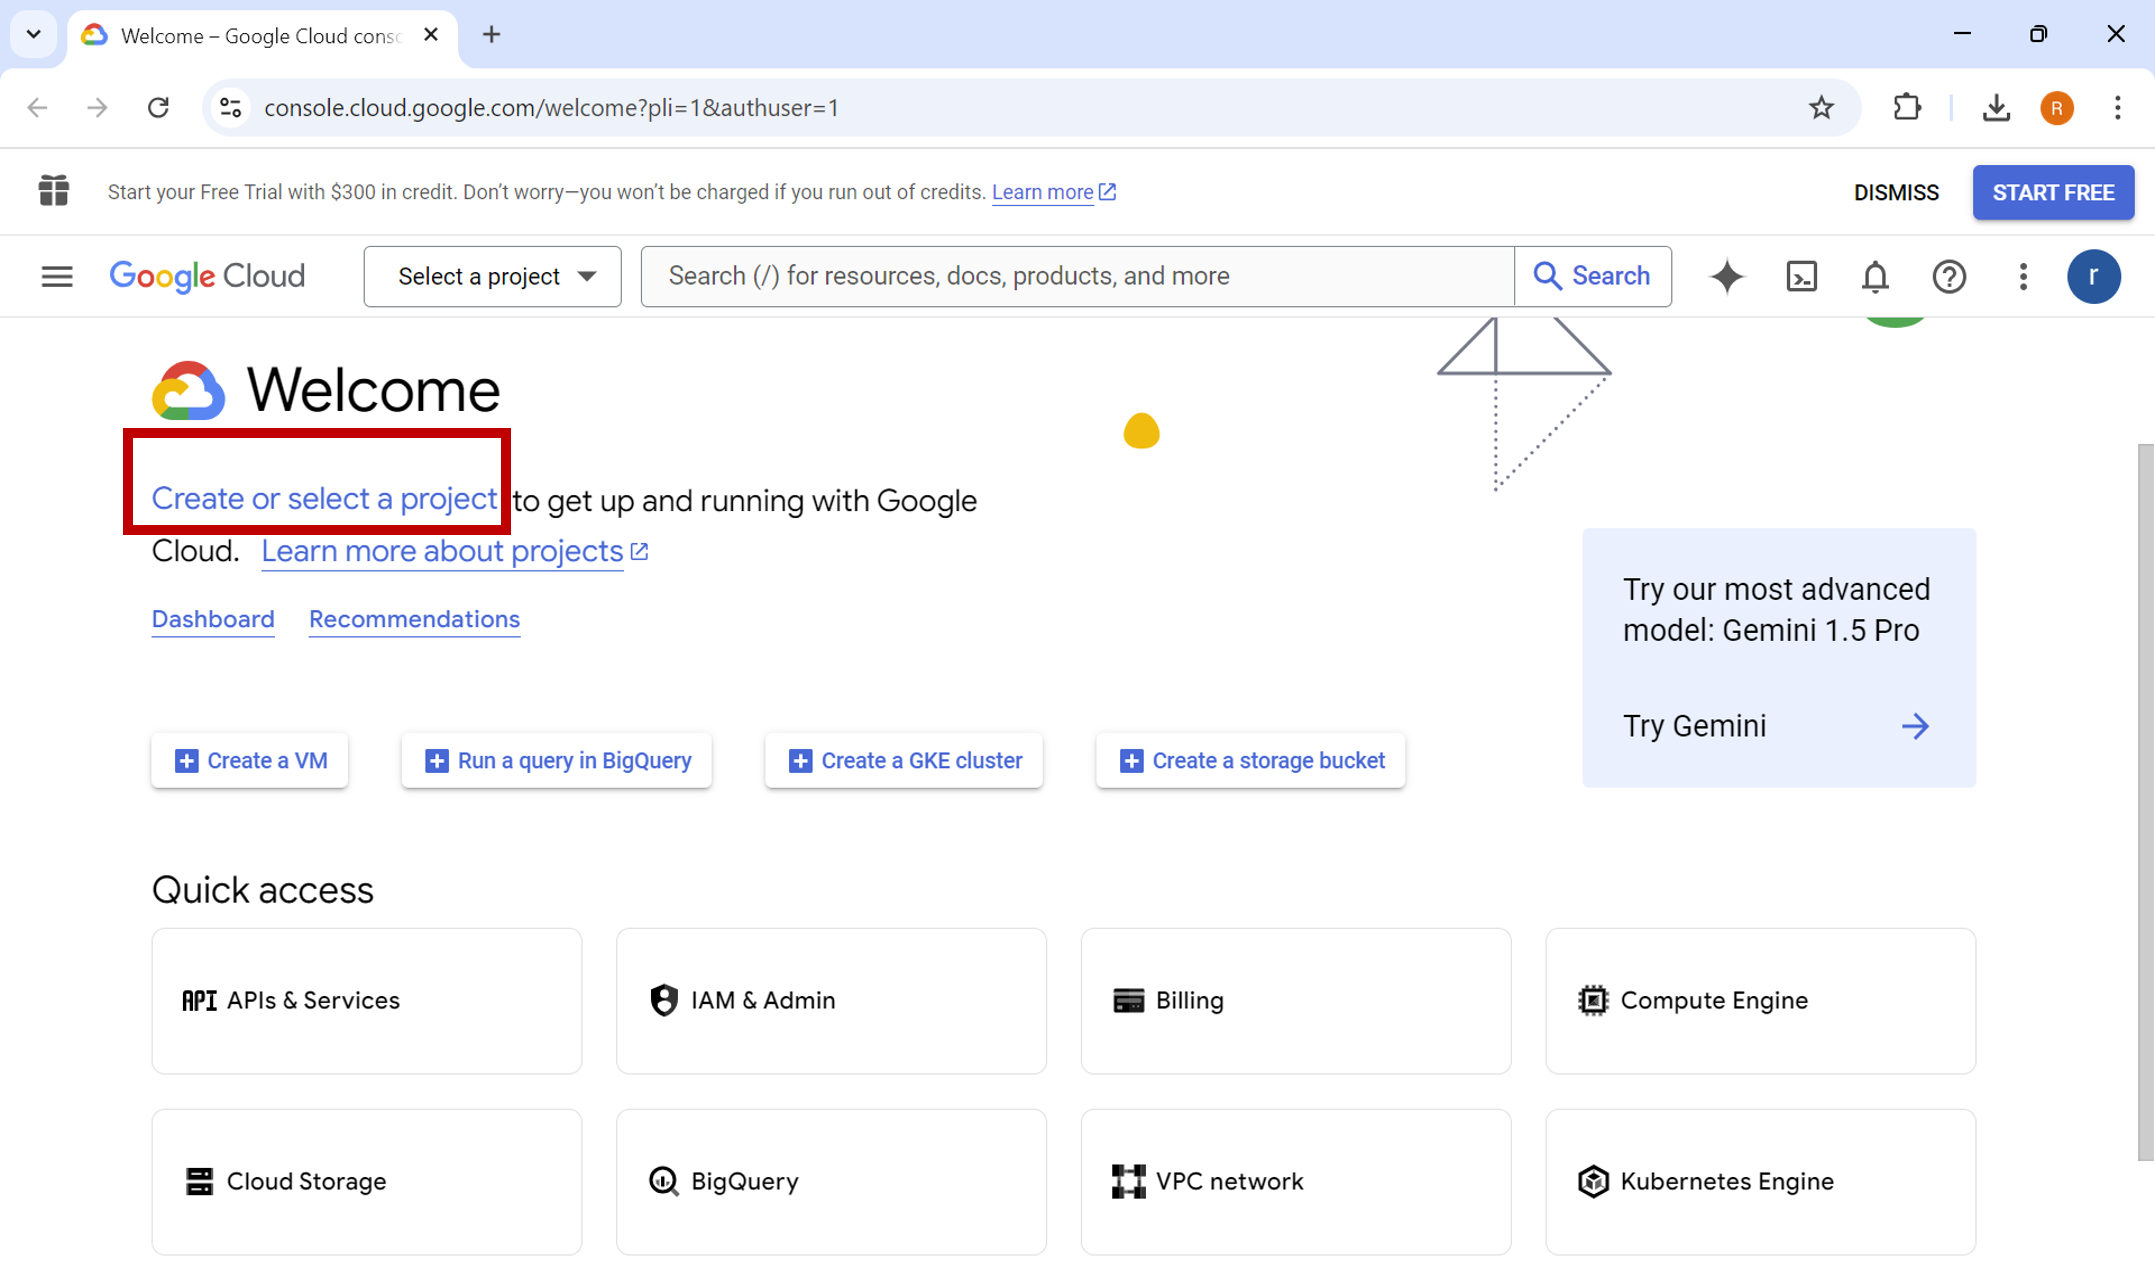 Welcome – Google Cloud conso
console.cloud.google.com/welcome?pli=1&authuser=1
R
Start your Free Trial with $300 in credit. Don't worry—you won't be charged if you run out of credits. Learn more
DISMISS
START FREE
Google Cloud
Select a project
Search (/) for resources, docs, products, and more
Search
r
Welcome
Create or select a project to get up and running with Google
Cloud. Learn more about projects
Dashboard Recommendations
Try our most advanced
model: Gemini 1.5 Pro
Try Gemini
Create a VM
Run a query in BigQuery
Create a GKE cluster
Create a storage bucket
Quick access
API APIs & Services
IAM & Admin
Billing
Compute Engine
Cloud Storage
BigQuery
VPC network
Kubernetes Engine